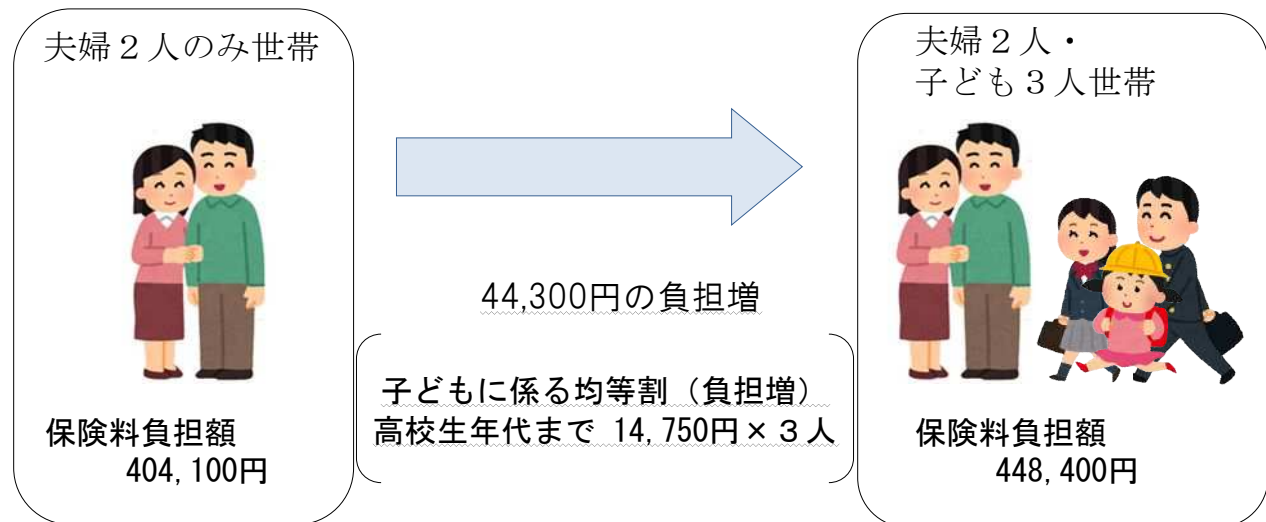 夫婦２人のみ世帯
保険料負担額
404,100円
44,300円の負担増
子どもに係る均等割（負担増）
高校生年代まで 14,750円×３人
夫婦２人・
子ども３人世帯
保険料負担額
448,400円